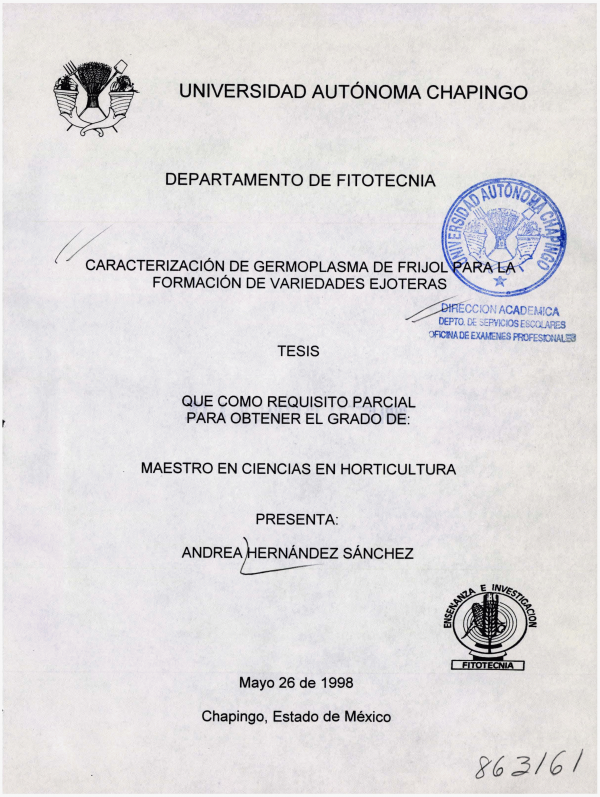 UNIVERSIDAD AUTÓNOMA CHAPINGO
DEPARTAMENTO DE FITOTECNIA
UNIVERSIDAD AUTÓNOMA CHAPINGO
CARACTERIZACIÓN DE GERMOPLASMA DE FRIJOL PARA LA
FORMACIÓN DE VARIEDADES EJOTERAS
DIRECCION ACADEMICA
DEPTO. DE SERVICIOS ESCOLARES
OFICINA DE EXAMENES PROFESIONALES
TESIS
QUE COMO REQUISITO PARCIAL
PARA OBTENER EL GRADO DE:
MAESTRO EN CIENCIAS EN HORTICULTURA
PRESENTA:
ANDREA HERNÁNDEZ SÁNCHEZ
ENSEÑANZA E INVESTIGACION
FITOTECNIA
Mayo 26 de 1998
Chapingo, Estado de México
863161